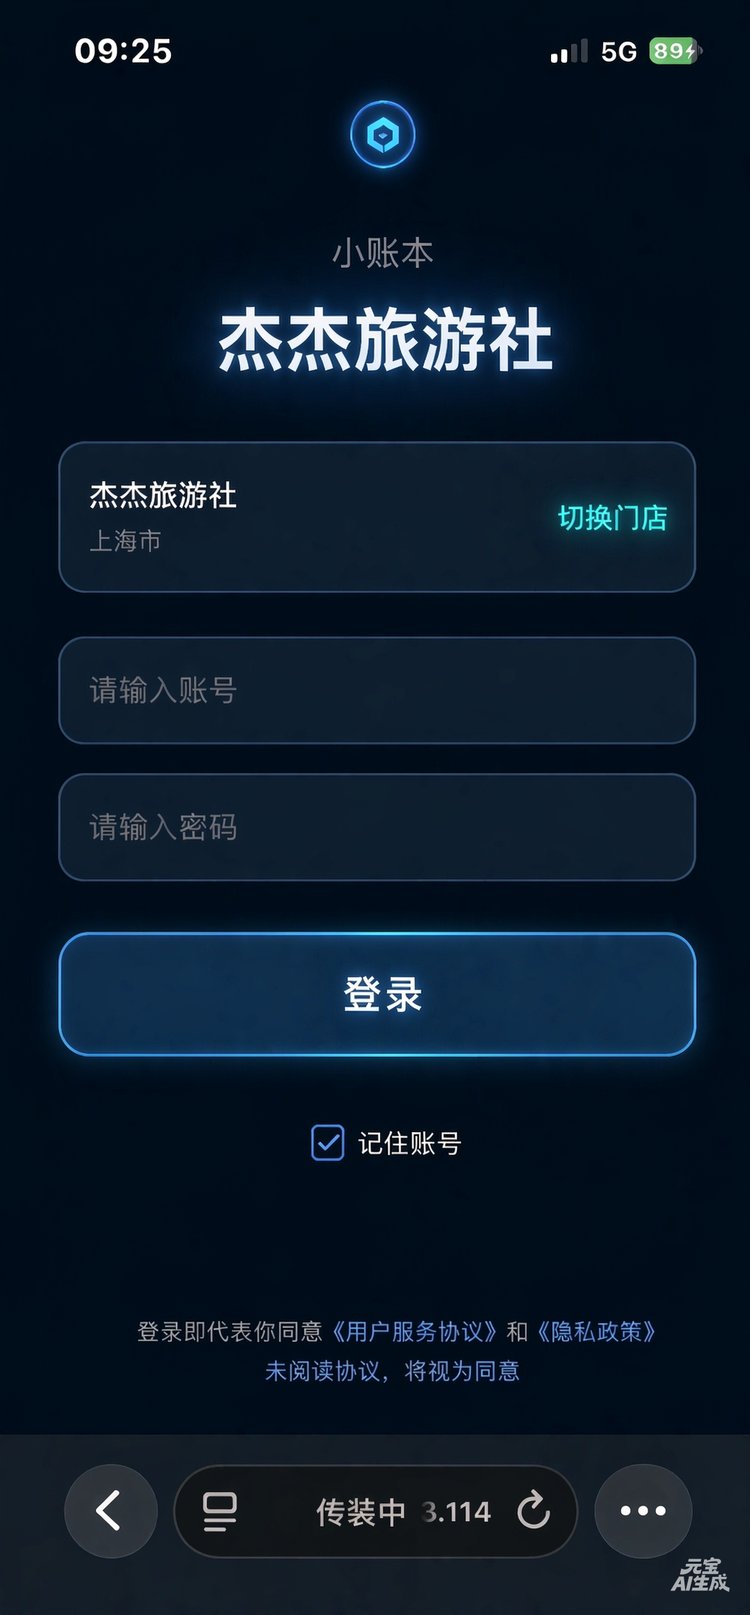 09:25
5G 89
小账本
杰杰旅游社
杰杰旅游社
上海市
切换门店
请输入账号
请输入密码
登录
记住账号
登录即代表你同意《用户服务协议》和《隐私政策》
未阅读协议，将视为同意
传装中 3.114
元宝
AI生成